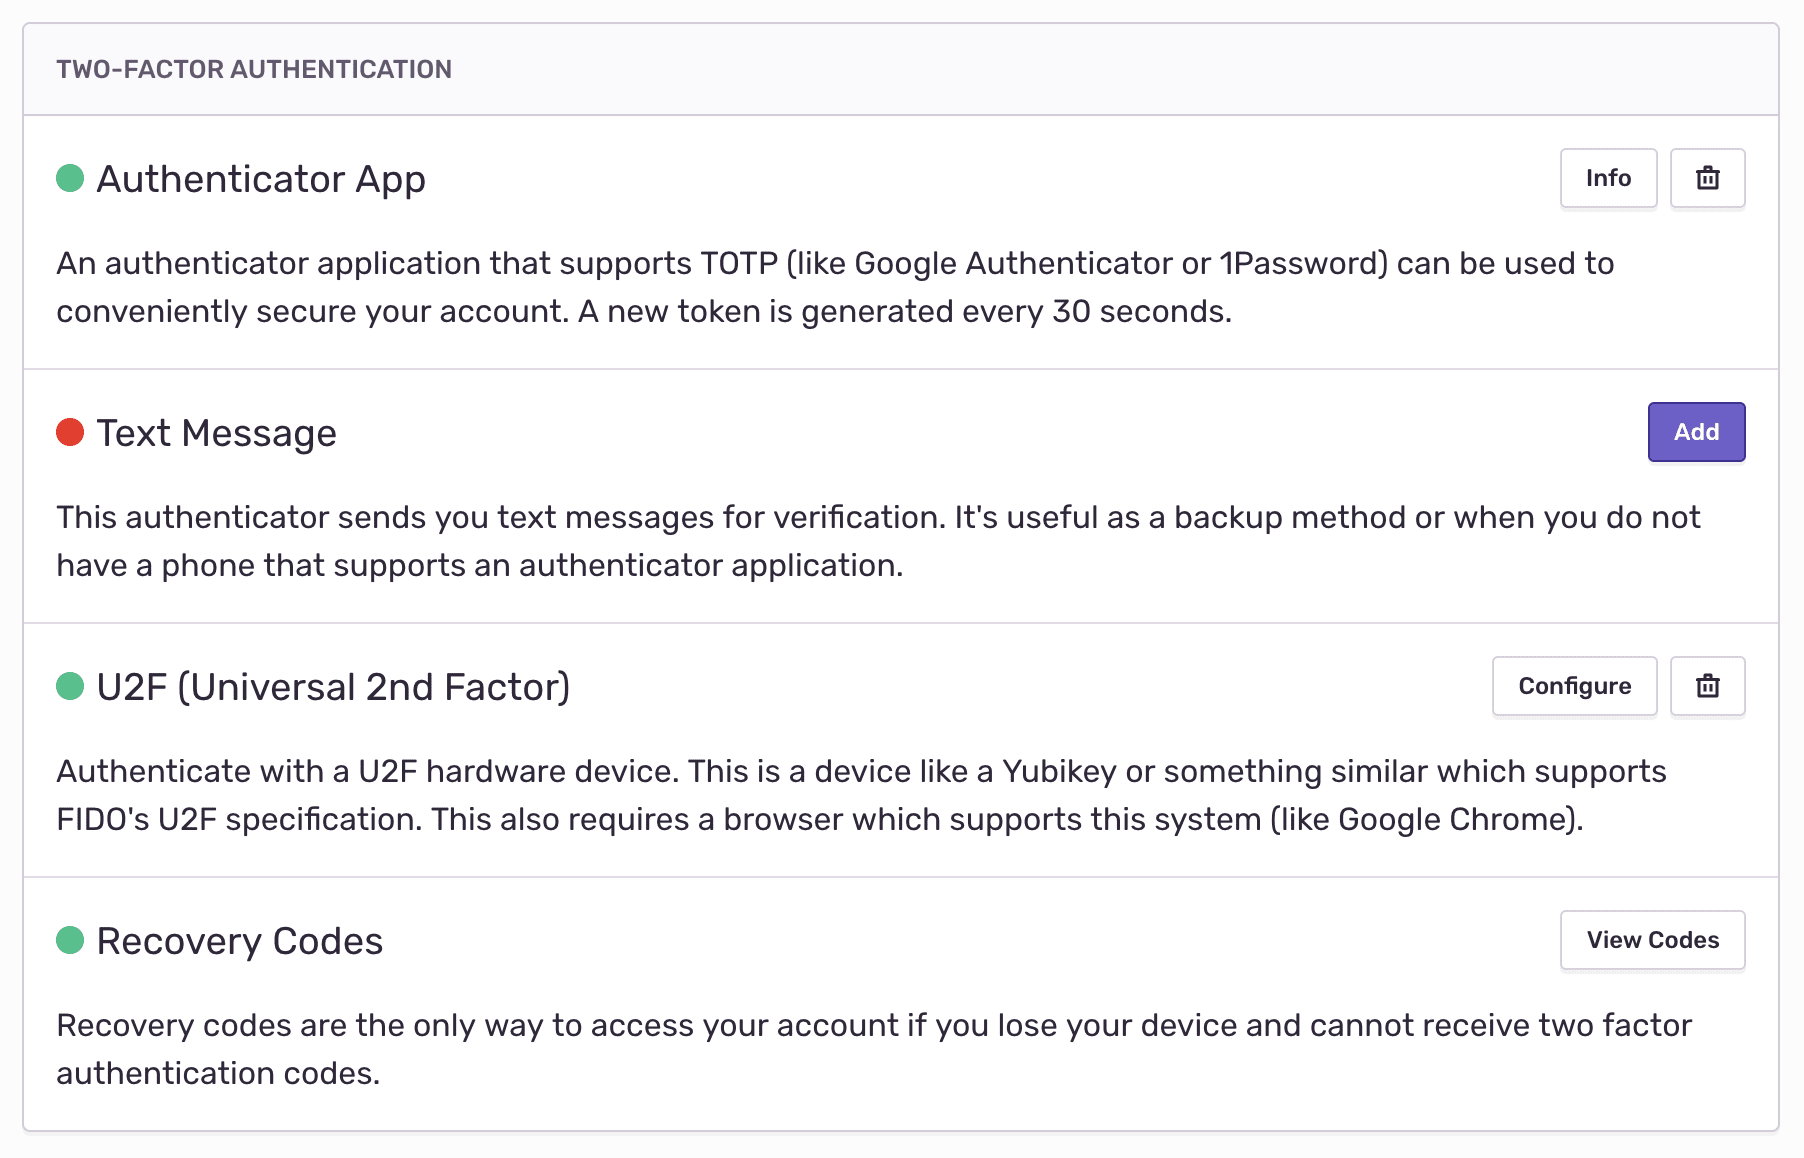 TWO-FACTOR AUTHENTICATION
Authenticator App
Info
An authenticator application that supports TOTP (like Google Authenticator or 1Password) can be used to
conveniently secure your account. A new token is generated every 30 seconds.
Text Message
Add
This authenticator sends you text messages for verification. It's useful as a backup method or when you do not
have a phone that supports an authenticator application.
U2F (Universal 2nd Factor)
Configure
Authenticate with a U2F hardware device. This is a device like a Yubikey or something similar which supports
FIDO's U2F specification. This also requires a browser which supports this system (like Google Chrome).
Recovery Codes
View Codes
Recovery codes are the only way to access your account if you lose your device and cannot receive two factor
authentication codes.